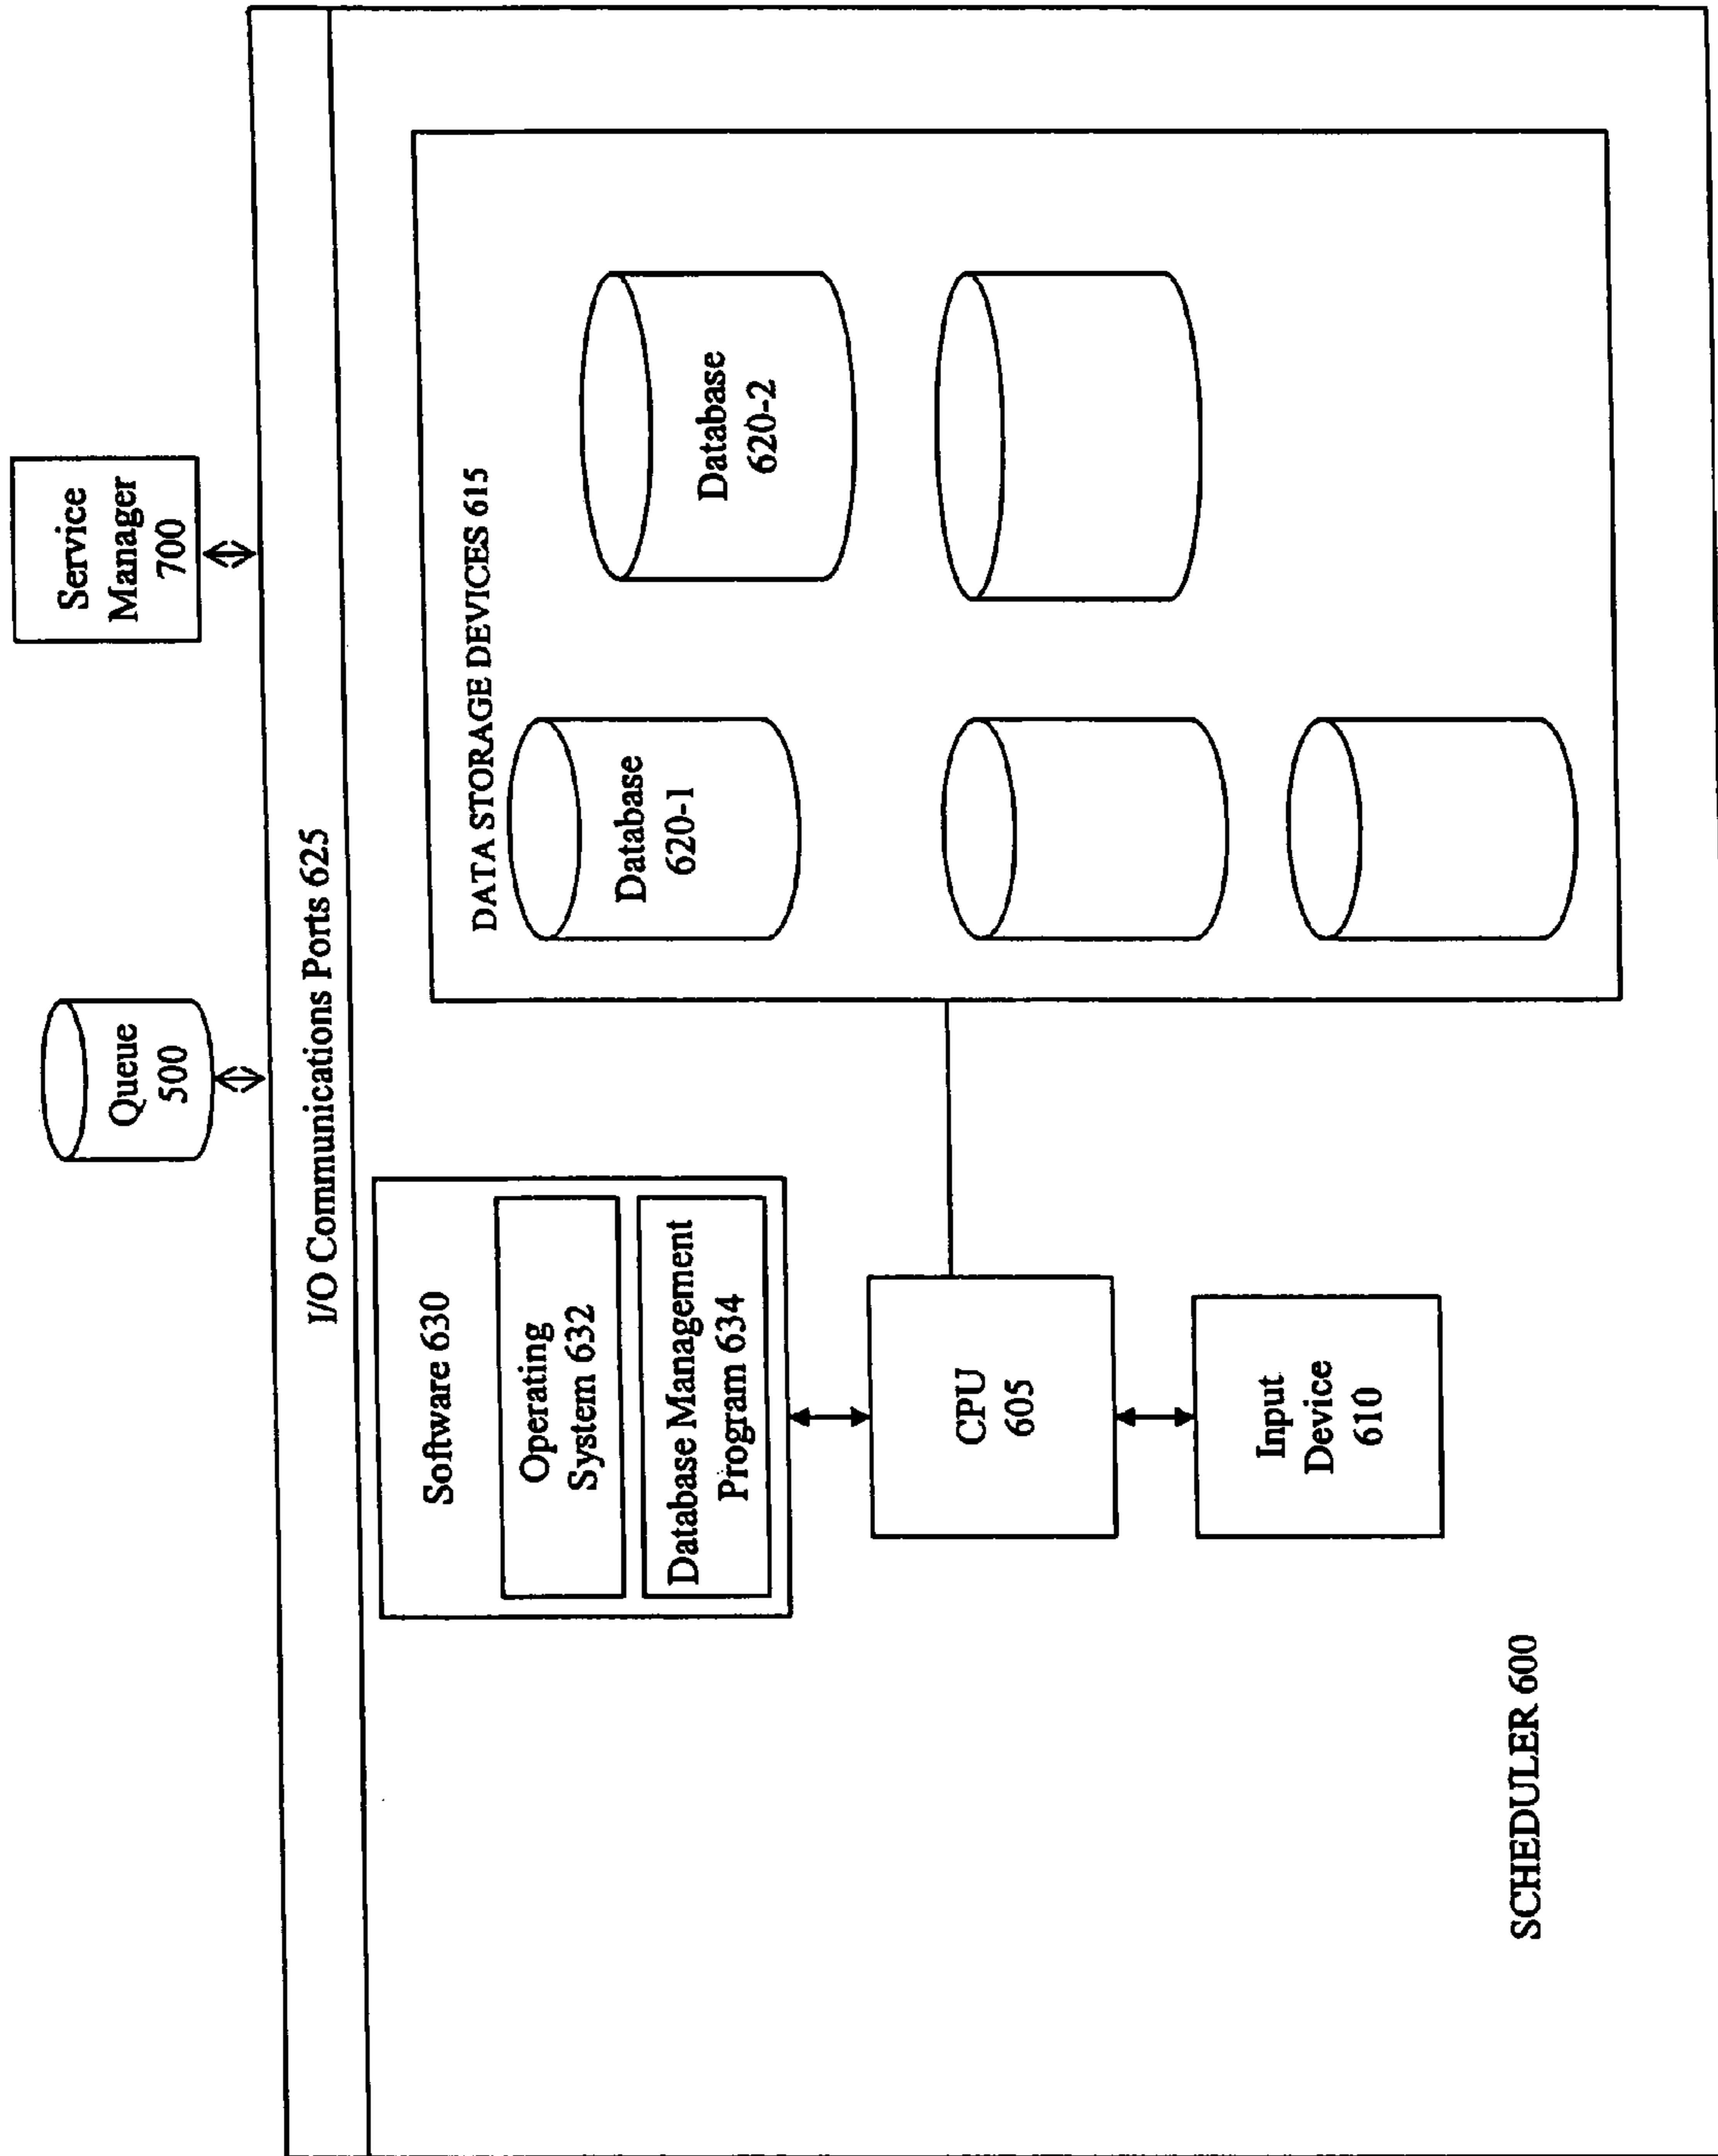 Queue
500
Service
Manager
700
I/O Communications Ports 625
Software 630
Operating
System 632
Database Management
Program 634
CPU
605
Input
Device
610
DATA STORAGE DEVICES 615
Database
620-1
Database
620-2
SCHEDULER 600